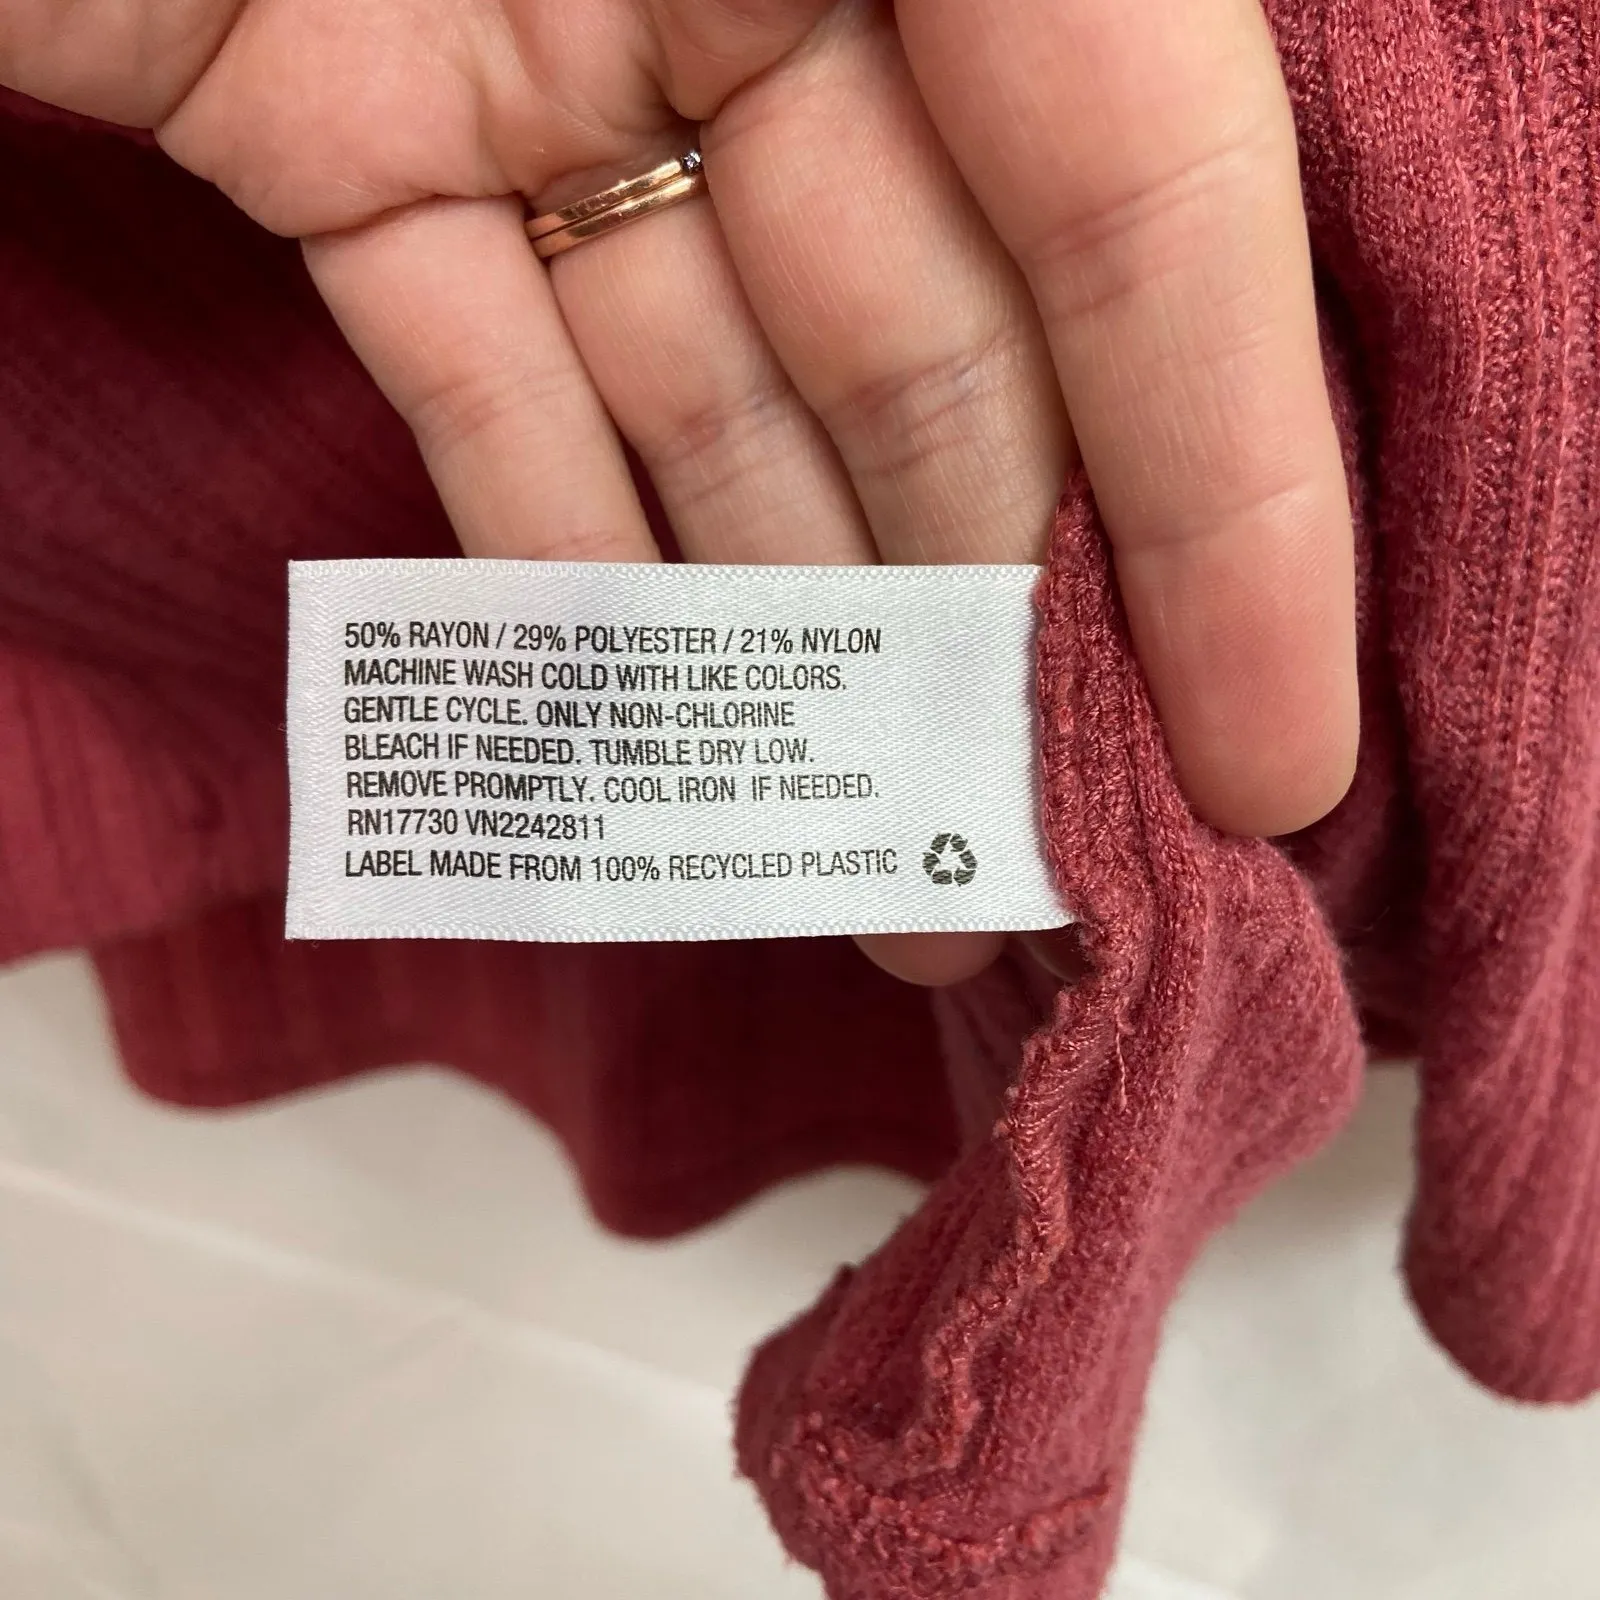 50% RAYON / 29% POLYESTER / 21% NYLON
MACHINE WASH COLD WITH LIKE COLORS.
GENTLE CYCLE. ONLY NON-CHLORINE
BLEACH IF NEEDED. TUMBLE DRY LOW.
REMOVE PROMPTLY. COOL IRON IF NEEDED.
RN17730 VN2242811
LABEL MADE FROM 100% RECYCLED PLASTIC